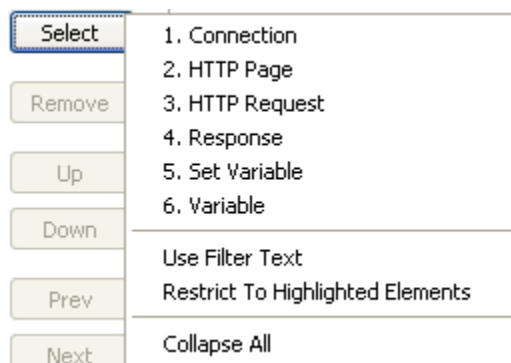 Select
Remove
Up
Down
Prev
Next
1. Connection
2. HTTP Page
3. HTTP Request
4. Response
5. Set Variable
6. Variable
Use Filter Text
Restrict To Highlighted Elements
Collapse All